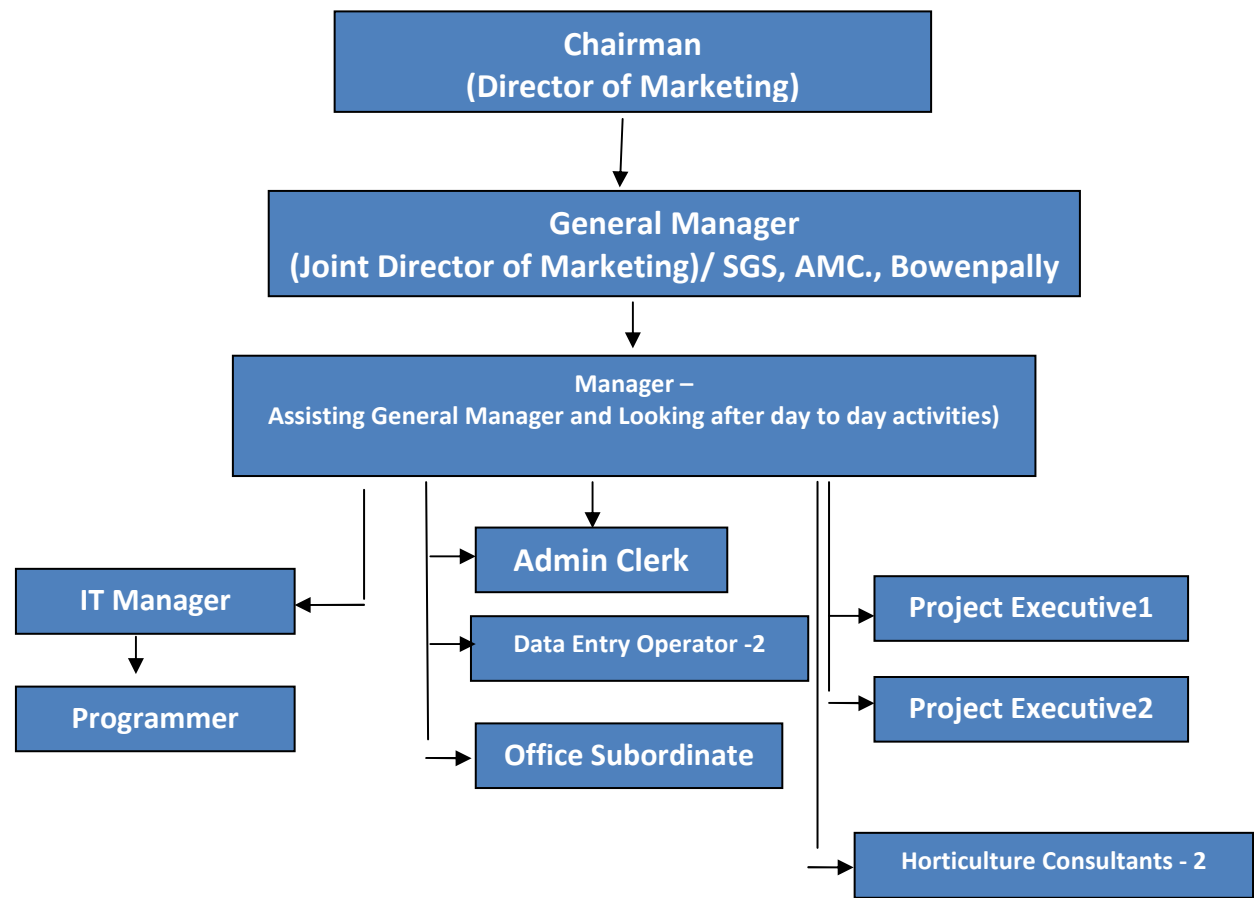 Chairman
(Director of Marketing)
General Manager
(Joint Director of Marketing)/ SGS, AMC., Bowenpally
Manager –
Assisting General Manager and Looking after day to day activities)
Admin Clerk
IT Manager
Project Executive1
Data Entry Operator -2
Programmer
Project Executive2
Office Subordinate
Horticulture Consultants - 2